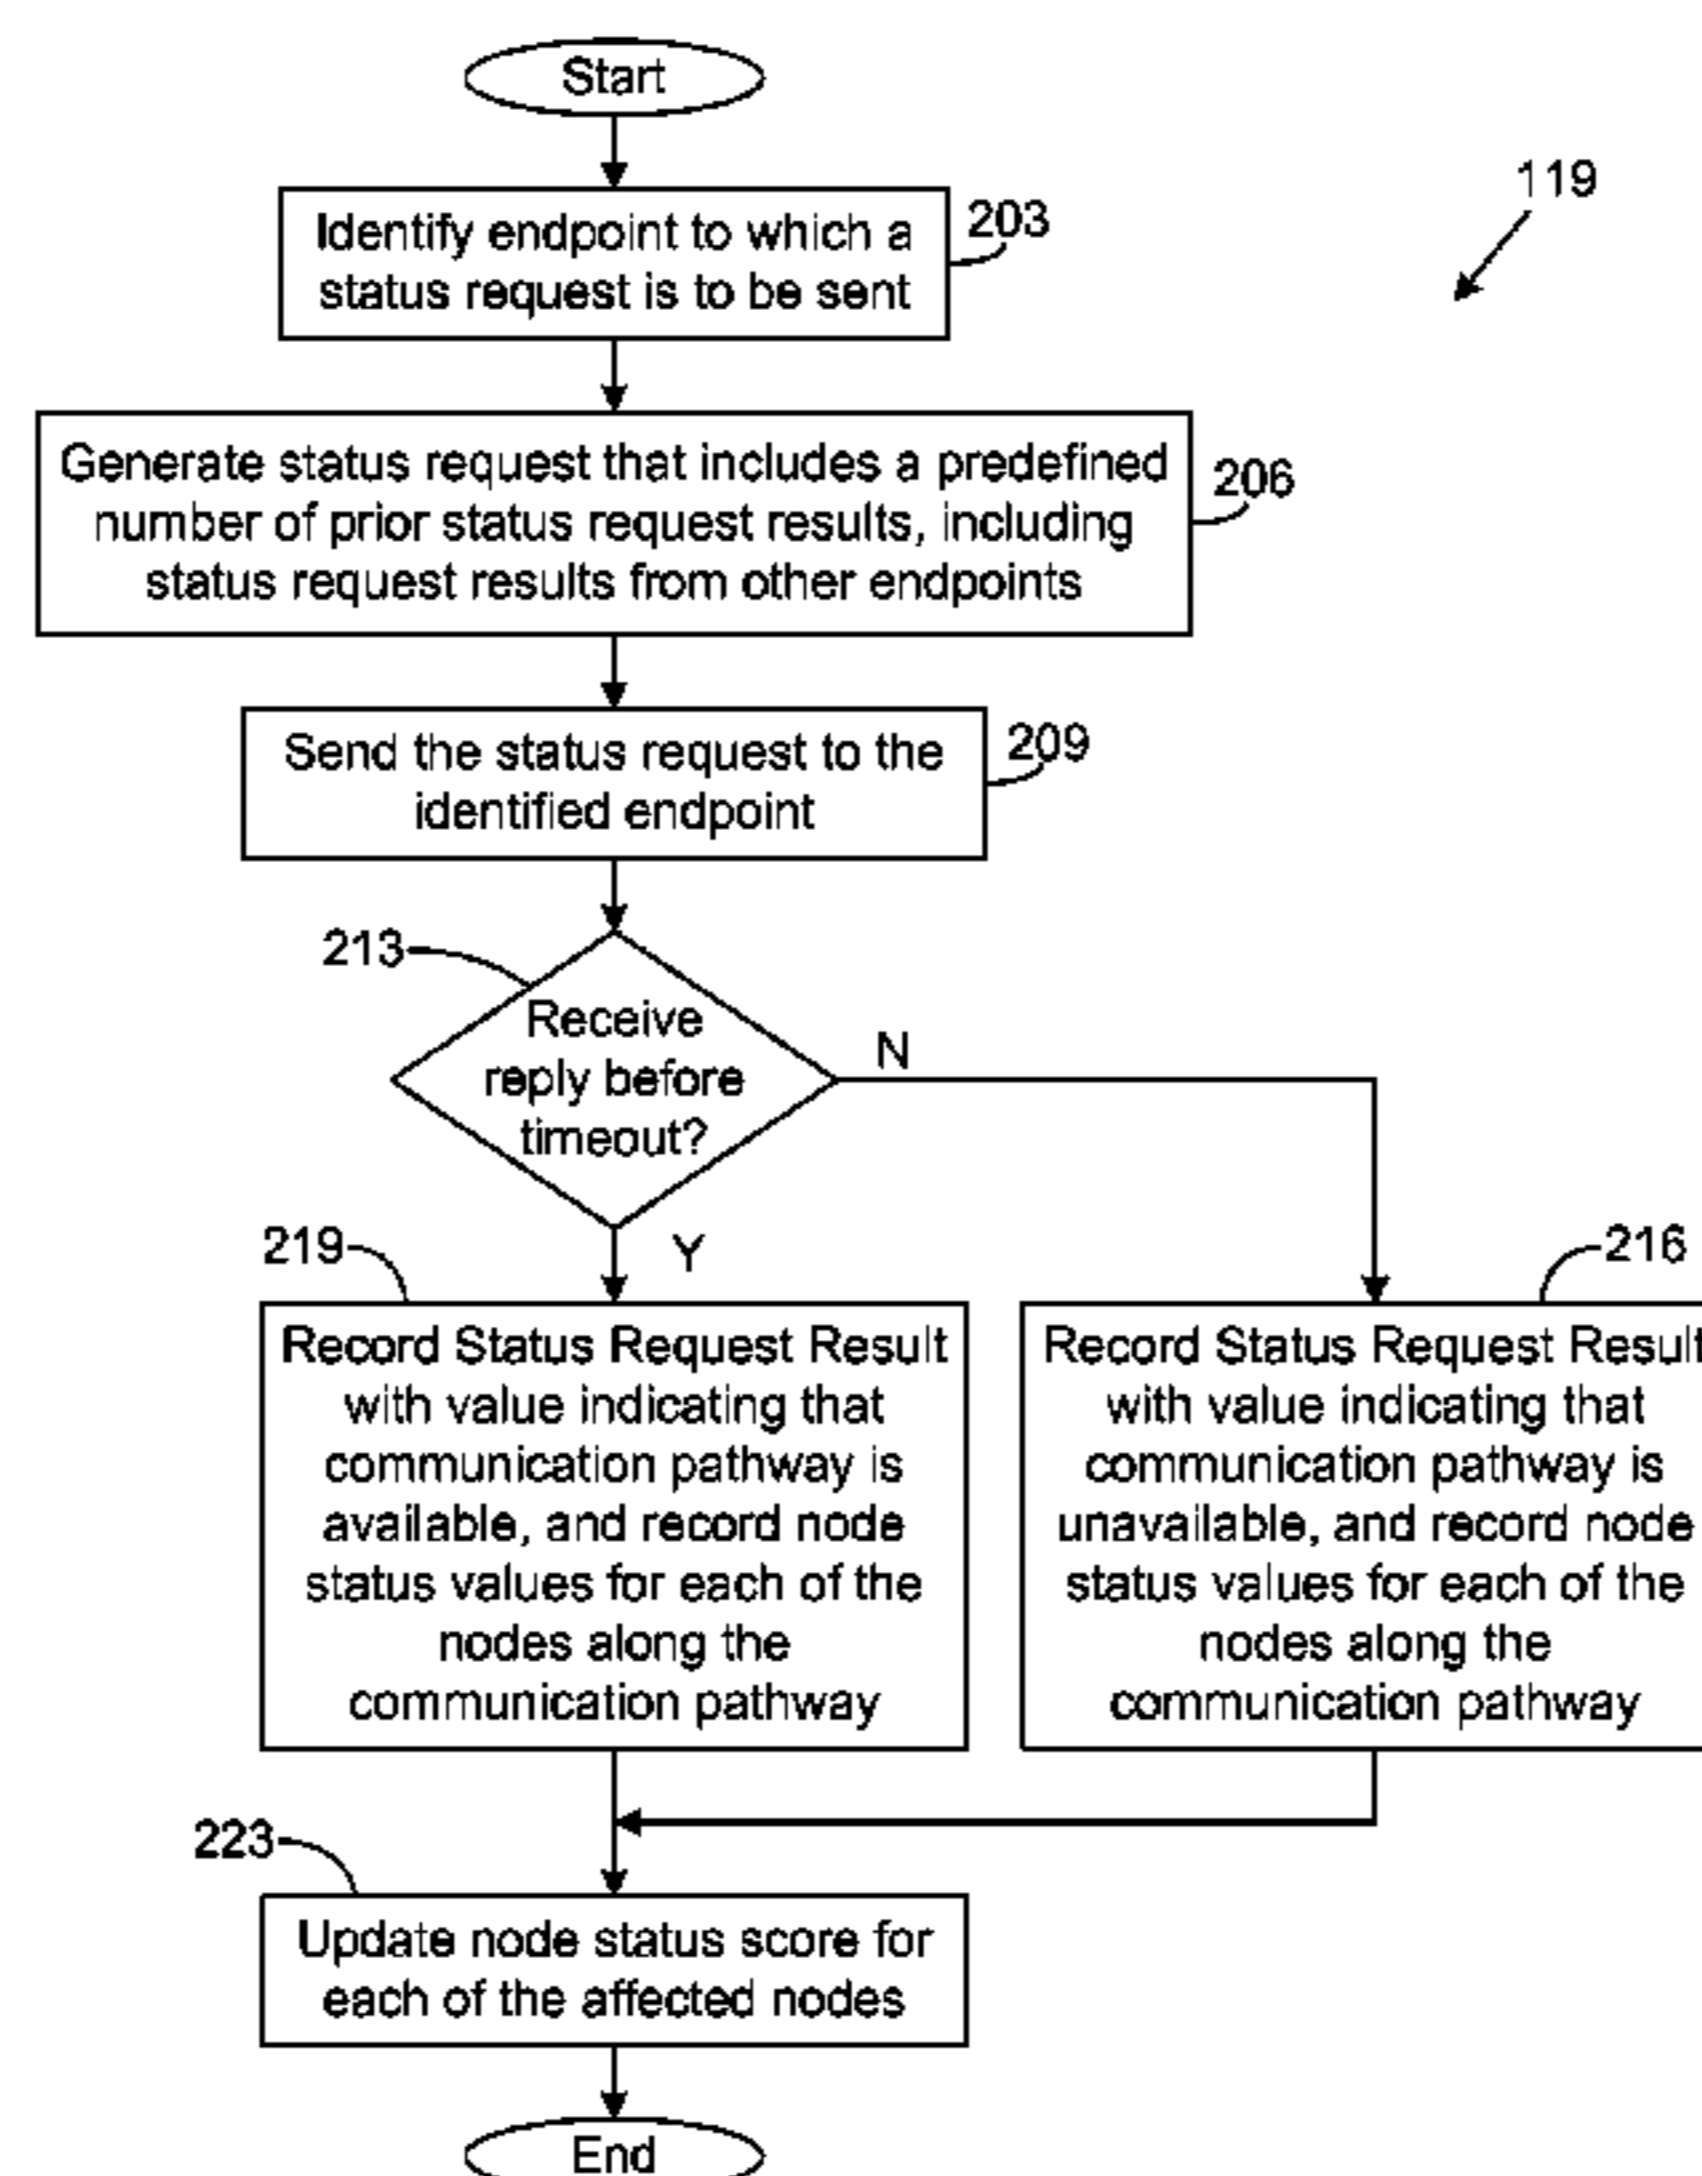 Start
119
Identify endpoint to which a
status request is to be sent
203
Generate status request that includes a predefined
number of prior status request results, including
status request results from other endpoints
206
Send the status request to the
identified endpoint
209
213
Receive
reply before
timeout?
N
Y
219
Record Status Request Result
with value indicating that
communication pathway is
available, and record node
status values for each of the
nodes along the
communication pathway
216
Record Status Request Result
with value indicating that
communication pathway is
unavailable, and record node
status values for each of the
nodes along the
communication pathway
223
Update node status score for
each of the affected nodes
End